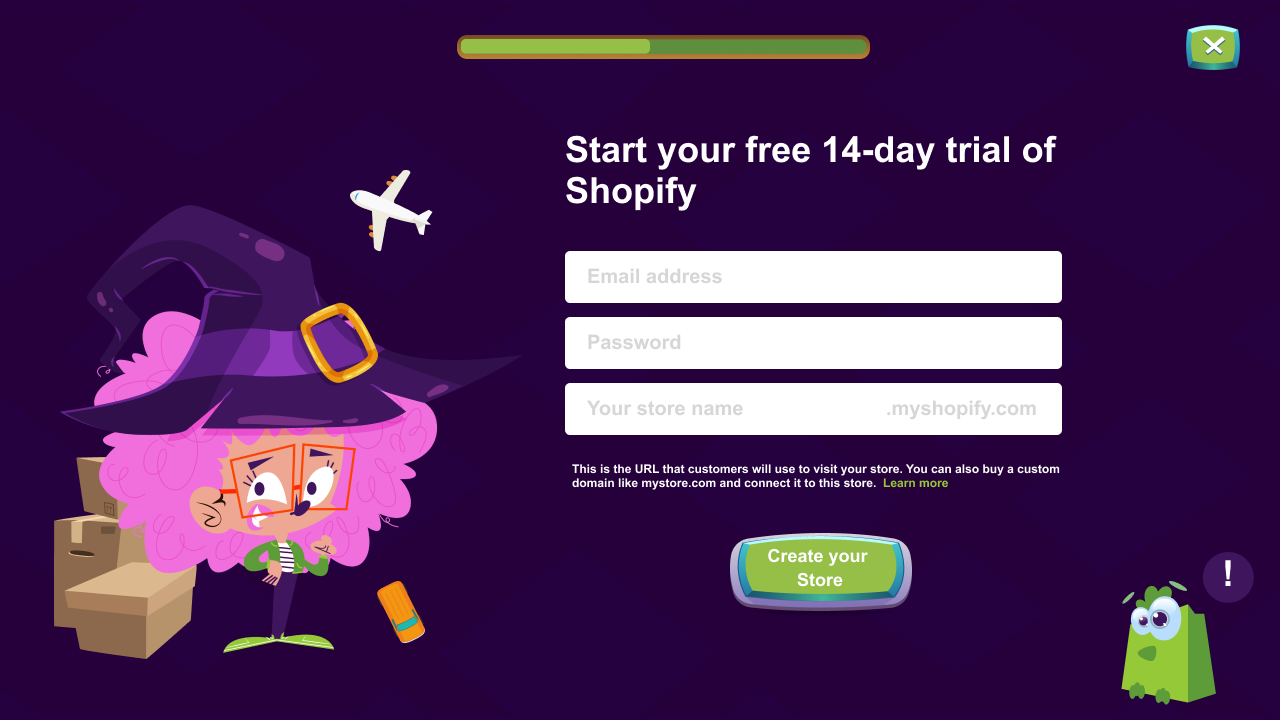 Start your free 14-day trial of
Shopify
Email address
Password
Your store name .myshopify.com
This is the URL that customers will use to visit your store. You can also buy a custom
domain like mystore.com and connect it to this store. Learn more
Create your
Store
!